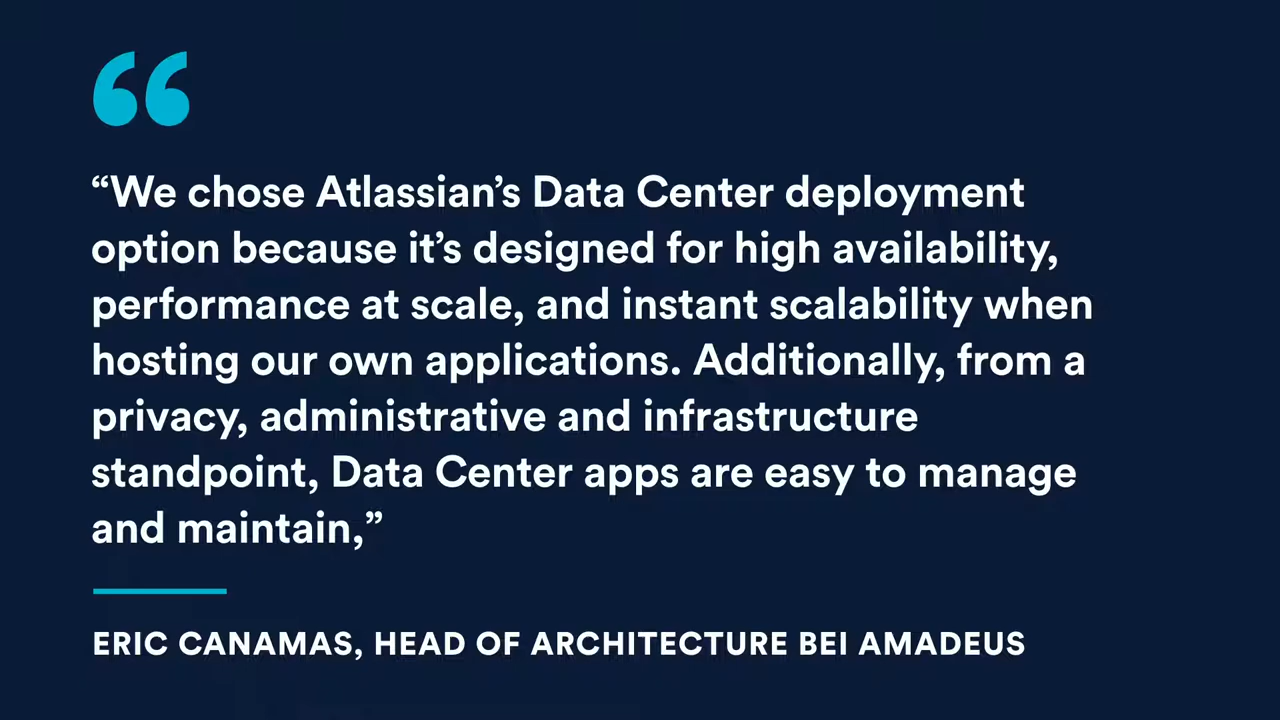 “
“We chose Atlassian’s Data Center deployment
option because it’s designed for high availability,
performance at scale, and instant scalability when
hosting our own applications. Additionally, from a
privacy, administrative and infrastructure
standpoint, Data Center apps are easy to manage
and maintain,”
ERIC CANAMAS, HEAD OF ARCHITECTURE BEI AMADEUS